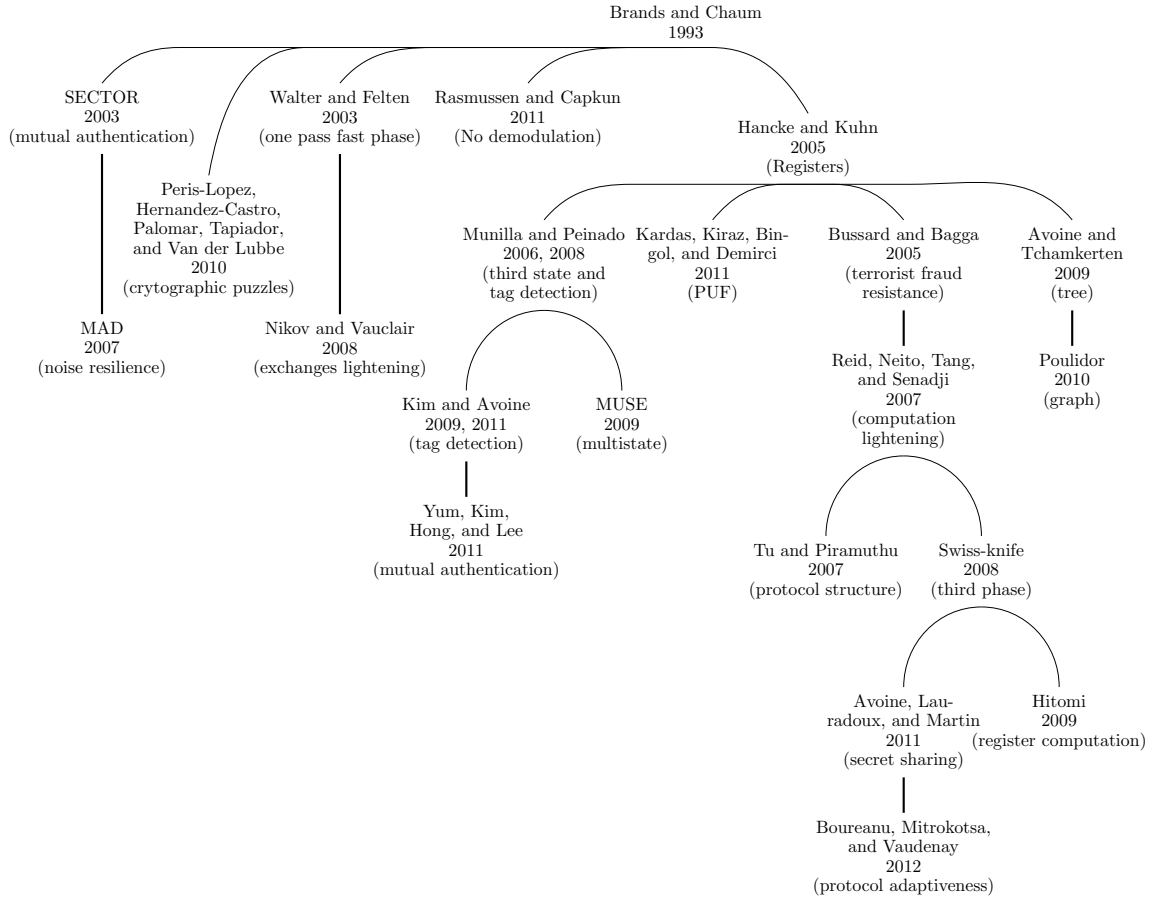 Brands and Chaum
1993
SECTOR
2003
(mutual authentication)
Walter and Felten
2003
(one pass fast phase)
Rasmussen and Capkun
2011
(No demodulation)
Hancke and Kuhn
2005
(Registers)
Peris-Lopez,
Hernandez-Castro,
Palomar, Tapiador,
and Van der Lubbe
2010
(crytographic puzzles)
Munilla and Peinado
2006, 2008
(third state and
tag detection)
Kardas, Kiraz, Bin-
gol, and Demirci
2011
(PUF)
Bussard and Bagga
2005
(terrorist fraud
resistance)
Avoine and
Tchamkerten
2009
(tree)
MAD
2007
(noise resilience)
Nikov and Vauclair
2008
(exchanges lightening)
Reid, Neito, Tang,
and Senadji
2007
(computation
lightening)
Poulidor
2010
(graph)
Kim and Avoine
2009, 2011
(tag detection)
MUSE
2009
(multistate)
Yum, Kim,
Hong, and Lee
2011
(mutual authentication)
Tu and Piramuthu
2007
(protocol structure)
Swiss-knife
2008
(third phase)
Avoine, Lau-
radoux, and Martin
2011
(secret sharing)
Hitomi
2009
(register computation)
Boureanu, Mitrokotsa,
and Vaudenay
2012
(protocol adaptiveness)